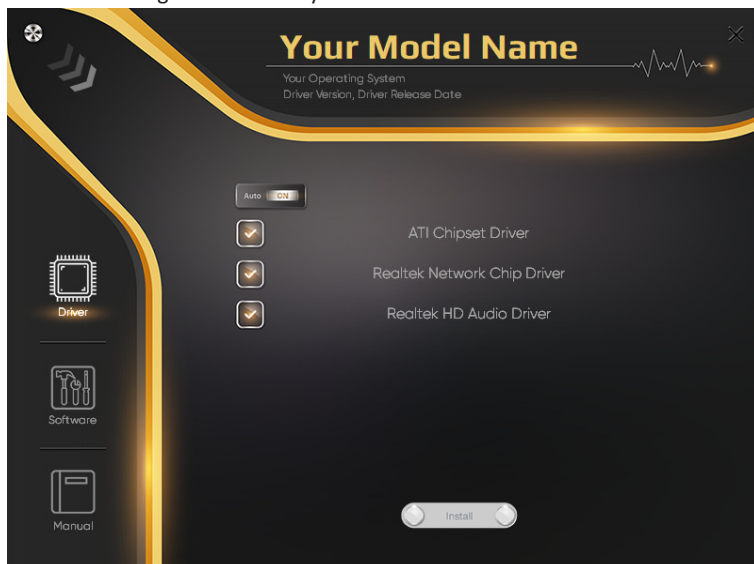 Your Model Name
Your Operating System
Driver Version, Driver Release Date
Auto ON
ATI Chipset Driver
Realtek Network Chip Driver
Realtek HD Audio Driver
Driver
Software
Manual
Install